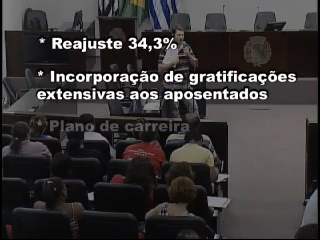 * Reajuste 34,3%
* Incorporação de gratificações
extensivas aos aposentados
Plano de carreira